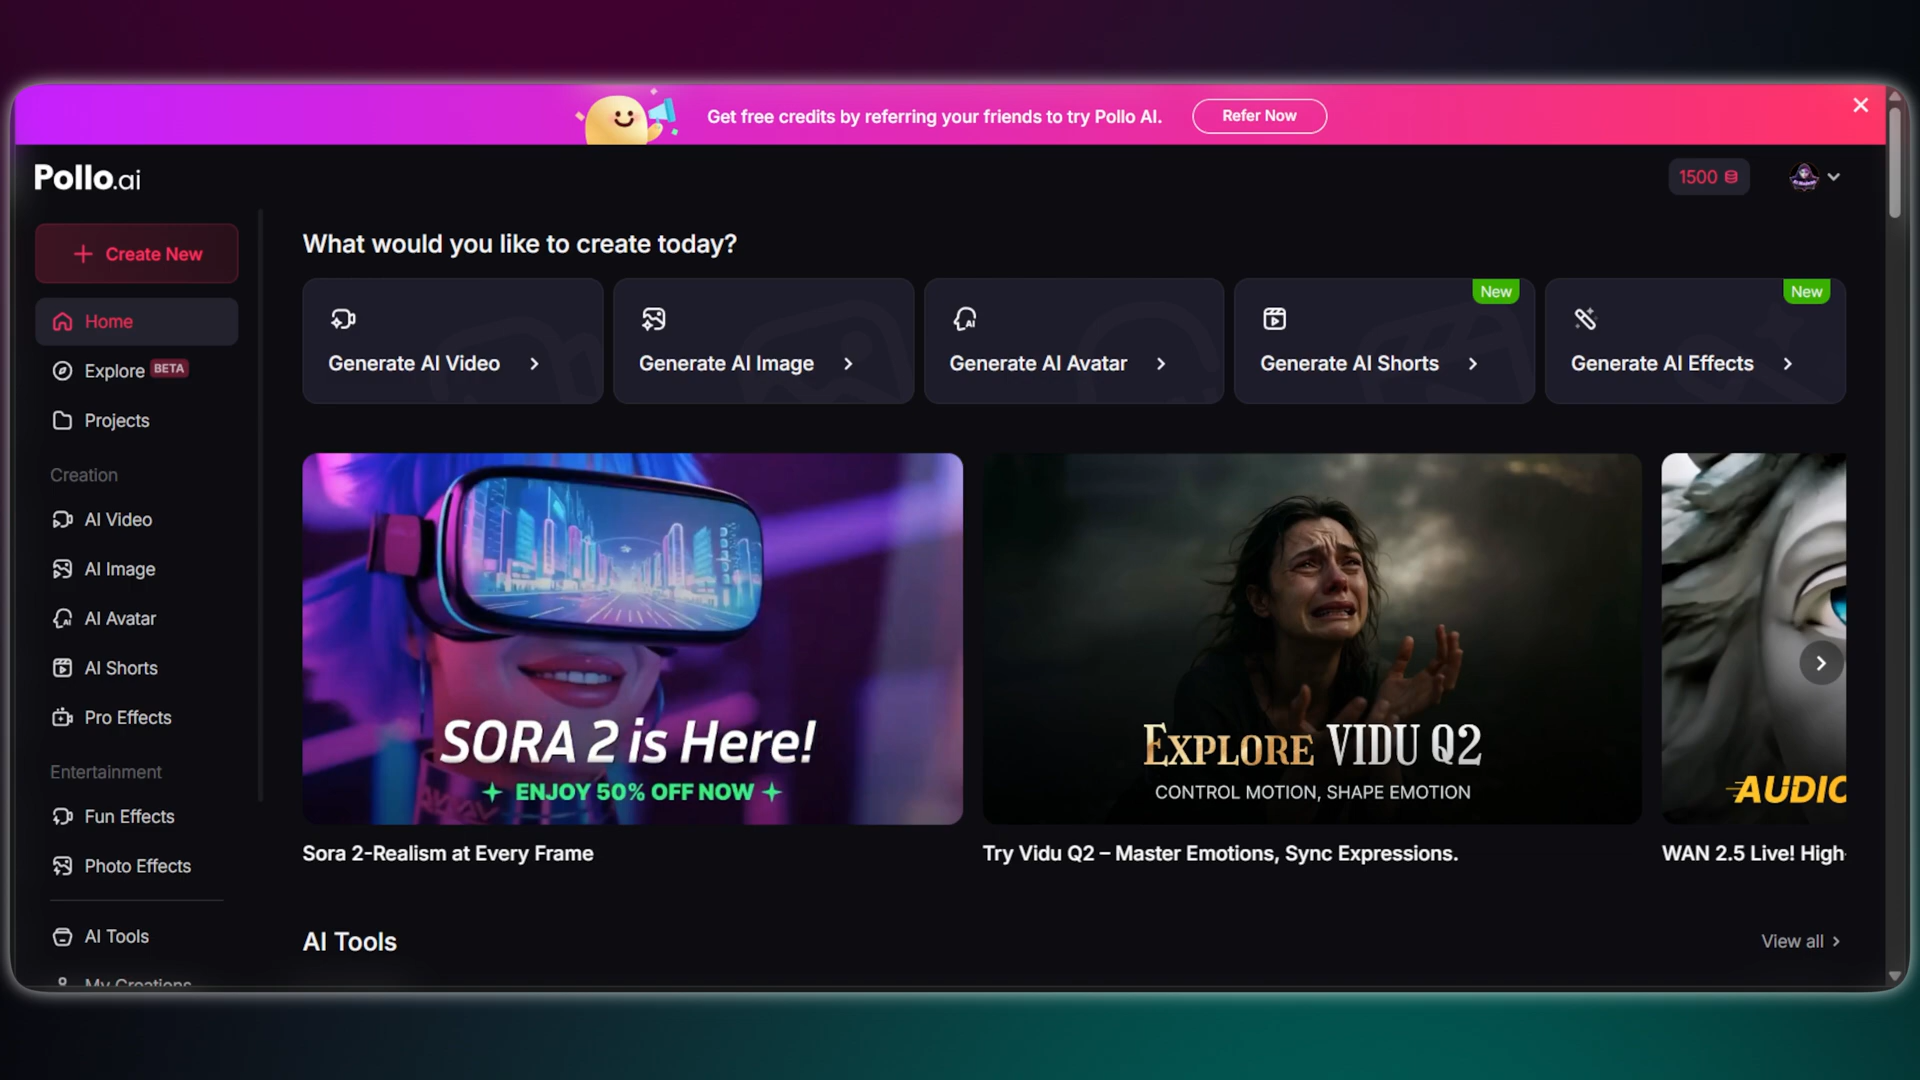 Get free credits by referring your friends to try Pollo AI.
Refer Now
Pollo.ai
1500
Create New
Home
Explore BETA
Projects
Creation
AI Video
AI Image
AI Avatar
AI Shorts
Pro Effects
Entertainment
Fun Effects
Photo Effects
AI Tools
My Creations
What would you like to create today?
Generate AI Video
Generate AI Image
Generate AI Avatar
New
Generate AI Shorts
New
Generate AI Effects
SORA 2 is Here!
ENJOY 50% OFF NOW
Sora 2-Realism at Every Frame
EXPLORE VIDU Q2
CONTROL MOTION, SHAPE EMOTION
Try Vidu Q2 – Master Emotions, Sync Expressions.
AUDIO
WAN 2.5 Live! High-
AI Tools
View all